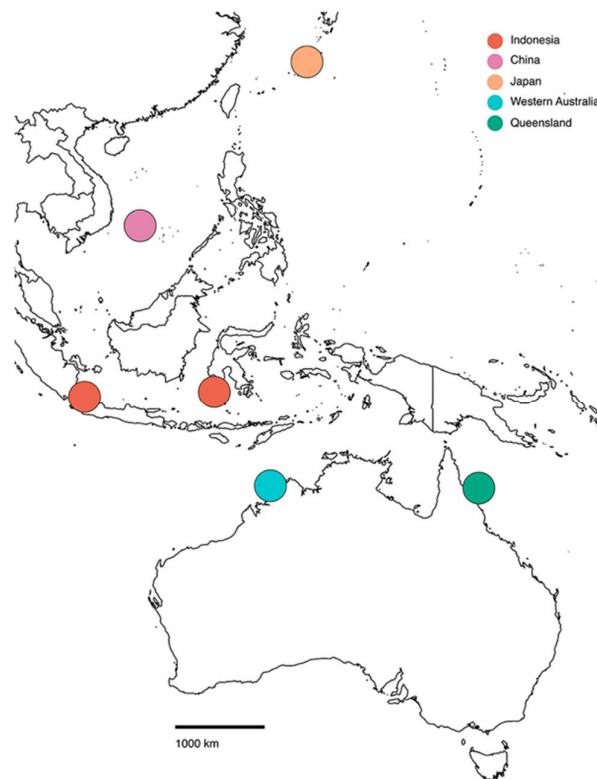 Indonesia
China
Japan
Western Australia
Queensland
1000 km